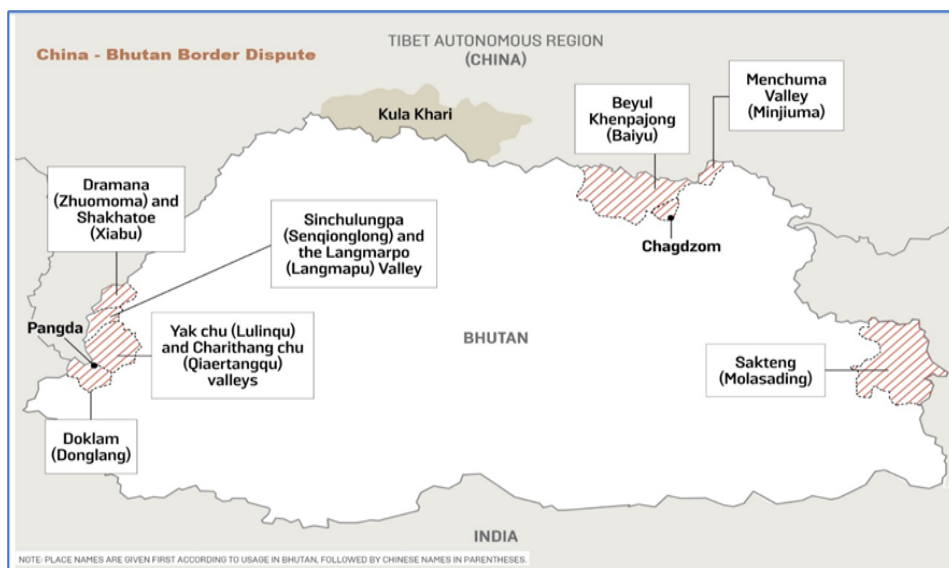 TIBET AUTONOMOUS REGION
(CHINA)
China - Bhutan Border Dispute
Kula Khari
Beyul
Khenpajong
(Baiyu)
Menchuma
Valley
(Minjiuma)
Dramana
(Zhuomoma) and
Shakhatoe
(Xiabu)
Sinchulungpa
(Senqionglong) and
the Langmarpo
(Langmapu) Valley
Chagdzom
Pangda
Yak chu (Lulinqu)
and Charithang chu
(Qiaertangqu)
valleys
BHUTAN
Sakteng
(Molasading)
Doklam
(Donglang)
INDIA
NOTE: PLACE NAMES ARE GIVEN FIRST ACCORDING TO USAGE IN BHUTAN, FOLLOWED BY CHINESE NAMES IN PARENTHESES.